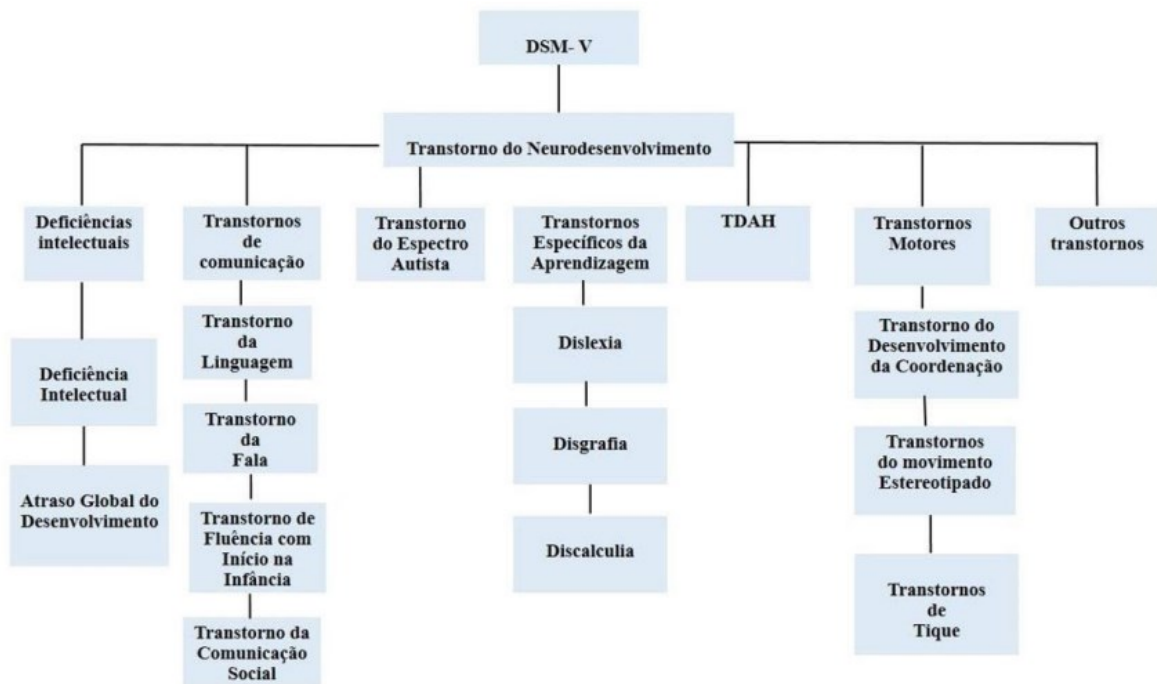 DSM- V
Transtorno do Neurodesenvolvimento
Deficiências
intelectuais
Deficiência
Intelectual
Atraso Global do
Desenvolvimento
Transtornos
de
comunicação
Transtorno
da
Linguagem
Transtorno
da
Fala
Transtorno de
Fluência com
Início na
Infância
Transtorno da
Comunicação
Social
Transtorno
do Espectro
Autista
Transtornos
Específicos da
Aprendizagem
Dislexia
Disgrafia
Discalculia
TDAH
Transtornos
Motores
Transtorno do
Desenvolvimento
da Coordenação
Transtornos
do movimento
Estereotipado
Transtornos
de
Tique
Outros
transtornos